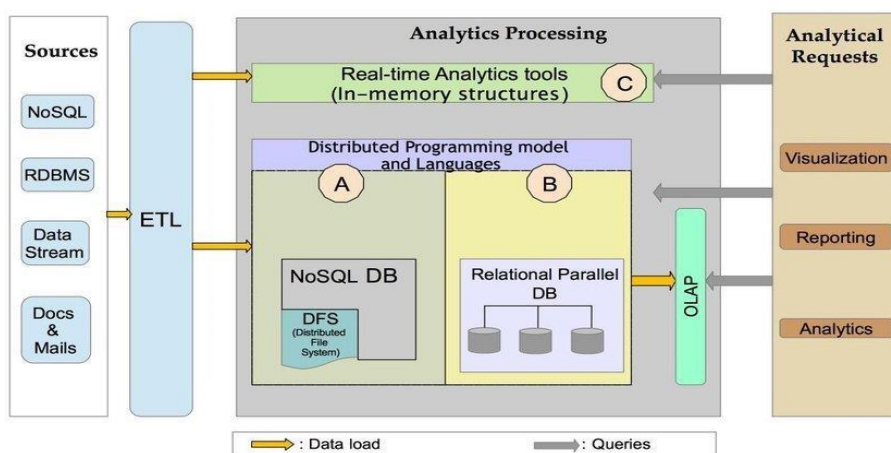 Sources
NoSQL
RDBMS
Data
Stream
Docs
&
Mails
ETL
Analytics Processing
Real-time Analytics tools
(In-memory structures)
C
Distributed Programming model
and Languages
A
B
NoSQL DB
DFS
(Distributed
File
System)
Relational Parallel
DB
OLAP
Analytical
Requests
Visualization
Reporting
Analytics
: Data load
: Queries